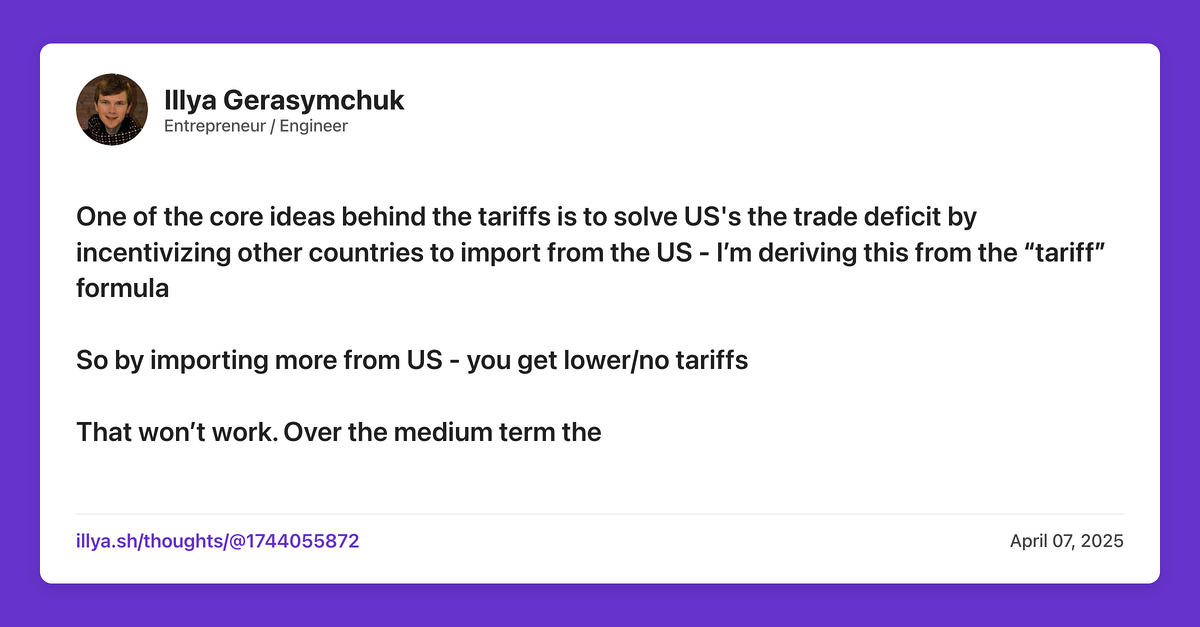 Illya Gerasymchuk
Entrepreneur / Engineer
One of the core ideas behind the tariffs is to solve US's the trade deficit by
incentivizing other countries to import from the US - I’m deriving this from the “tariff”
formula
So by importing more from US - you get lower/no tariffs
That won’t work. Over the medium term the
illya.sh/thoughts/@1744055872
April 07, 2025